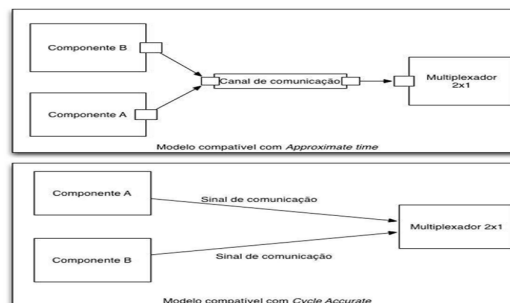 Componente B
Canal de comunicação
Multiplexador
2x1
Componente A
Modelo compatível com Approximate time
Componente A
Sinal de comunicação
Multiplexador 2x1
Componente B
Sinal de comunicação
Modelo compatível com Cycle Accurate